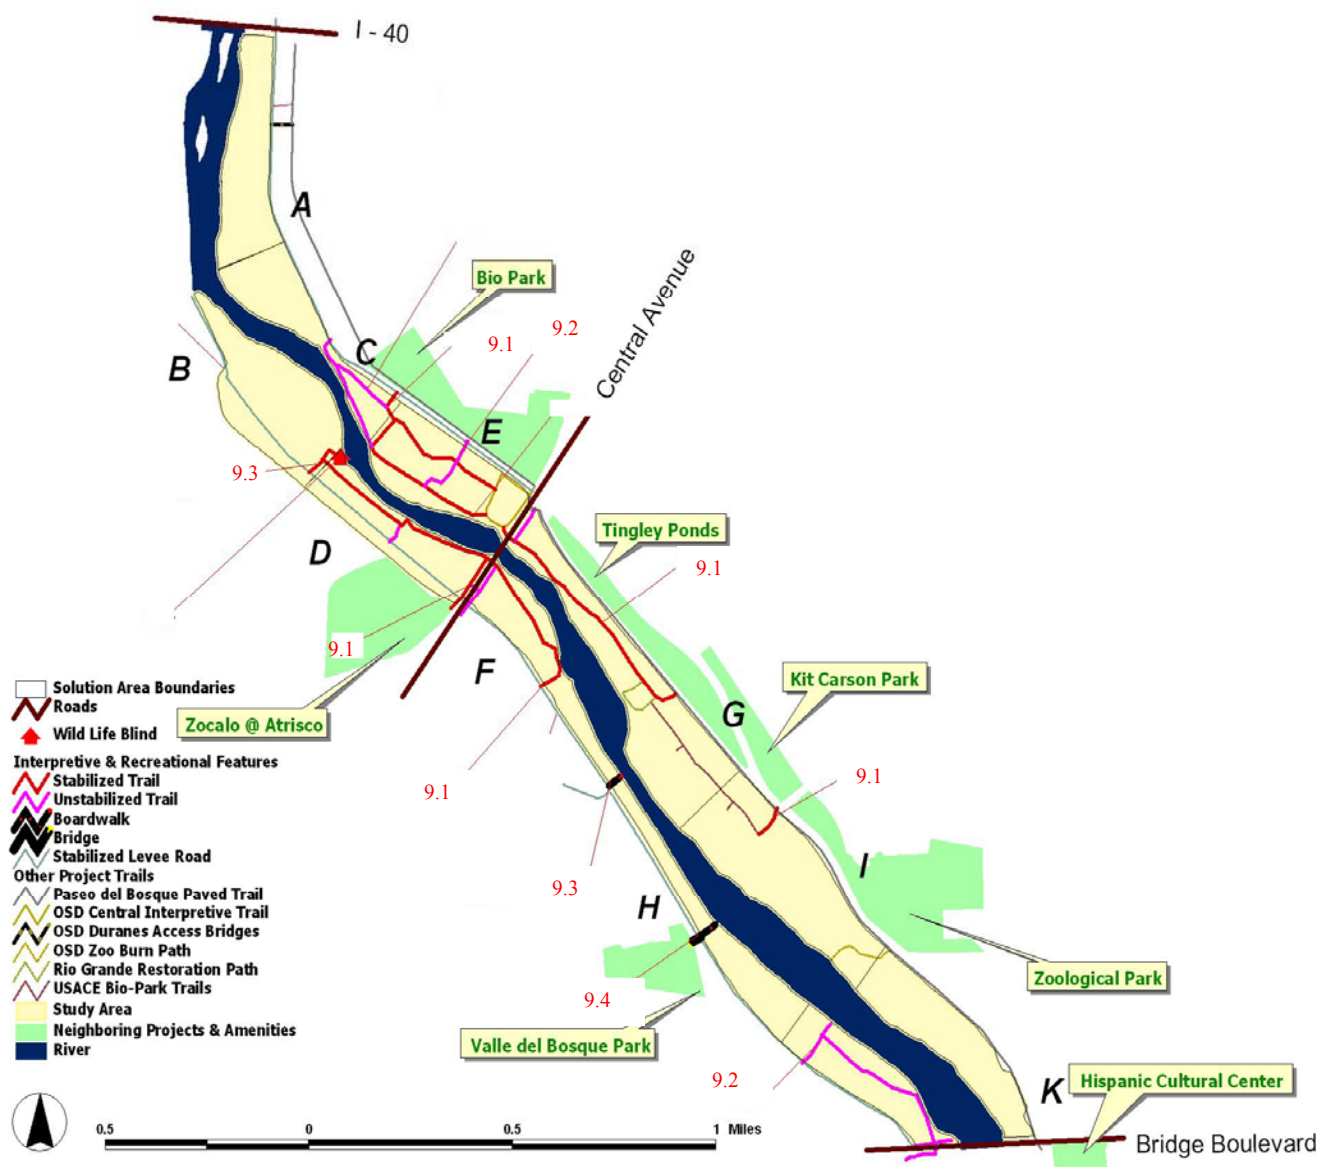 I - 40
A
Bio Park
Central Avenue
9.2
9.1
C
B
E
9.3
Tingley Ponds
D
9.1
9.1
Kit Carson Park
F
G
Zocalo @ Atrisco
9.1
9.1
I
9.3
H
Zoological Park
9.4
Valle del Bosque Park
9.2
K
Hispanic Cultural Center
Bridge Boulevard
Solution Area Boundaries
Roads
Wild Life Blind
Interpretive & Recreational Features
Stabilized Trail
Unstabilized Trail
Boardwalk
Bridge
Stabilized Levee Road
Other Project Trails
Paseo del Bosque Paved Trail
OSD Central Interpretive Trail
OSD Duranes Access Bridges
OSD Zoo Burn Path
Rio Grande Restoration Path
USACE Bio-Park Trails
Study Area
Neighboring Projects & Amenities
River
0.5 0 0.5 1 Miles